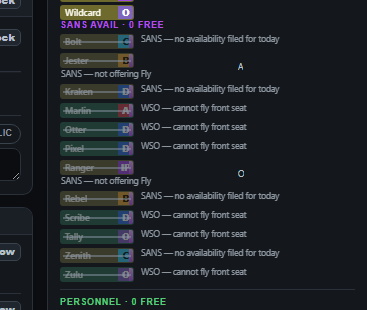 Wildcard O
SANS AVAIL · 0 FREE
Bolt C SANS — no availability filed for today
Jester B A
SANS — not offering Fly
Kraken D SANS — no availability filed for today
Marlin A WSO — cannot fly front seat
Otter D WSO — cannot fly front seat
Pixel D WSO — cannot fly front seat
Ranger IP O
SANS — not offering Fly
Rebel B SANS — no availability filed for today
Scribe D WSO — cannot fly front seat
Tally O WSO — cannot fly front seat
Zenith C SANS — no availability filed for today
Zulu O WSO — cannot fly front seat
PERSONNEL · 0 FREE
ock
LIC
ow